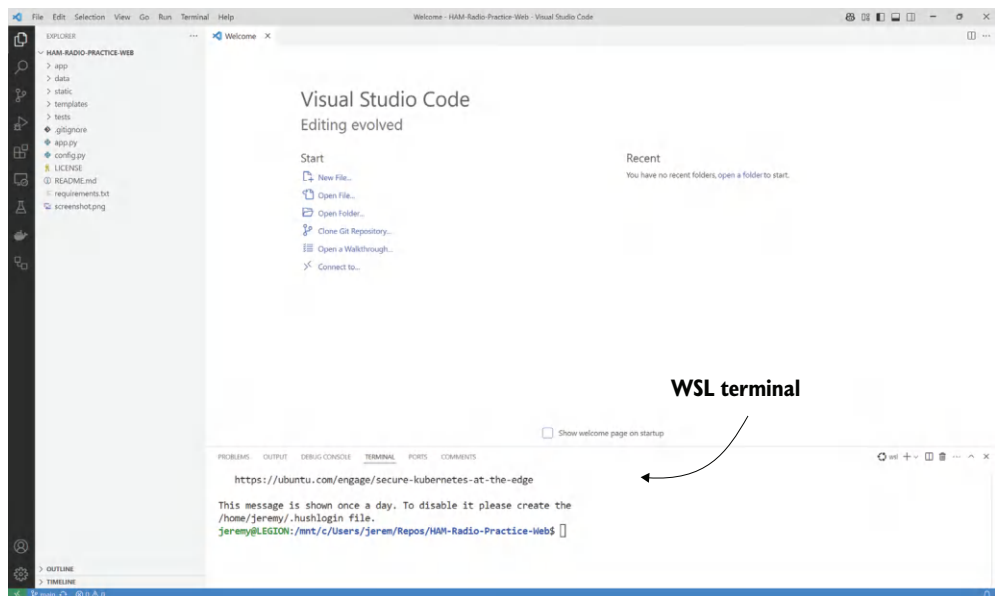 File Edit Selection View Go Run Terminal Help
Welcome - HAM-Radio-Practice-Web - Visual Studio Code
EXPLORER
Welcome
HAM-RADIO-PRACTICE-WEB
app
data
static
templates
tests
.gitignore
app.py
config.py
LICENSE
README.md
requirements.txt
screenshot.png
Visual Studio Code
Editing evolved
Start
New File...
Open File...
Open Folder...
Clone Git Repository...
Open a Walkthrough...
Connect to...
Recent
You have no recent folders, open a folder to start.
WSL terminal
Show welcome page on startup
PROBLEMS OUTPUT DEBUG CONSOLE TERMINAL PORTS COMMENTS
wsl
https://ubuntu.com/engage/secure-kubernetes-at-the-edge
This message is shown once a day. To disable it please create the
/home/jeremy/.hushlogin file.
jeremy@LEGION:/mnt/c/Users/jerem/Repos/HAM-Radio-Practice-Web$
OUTLINE
TIMELINE
main 0 0 0